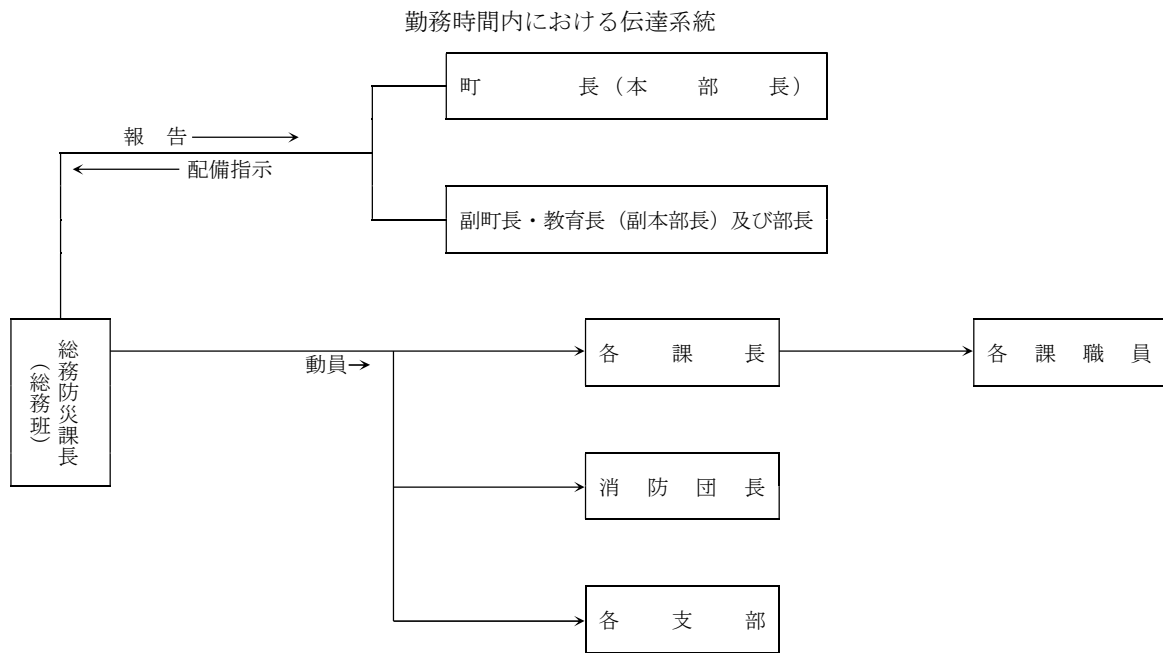 勤務時間内における伝達系統
町長(本部長)
報告
配備指示
副町長・教育長(副本部長)及び部長
総務防災課長
(総務班)
動員
各課長
各課職員
消防団長
各支部